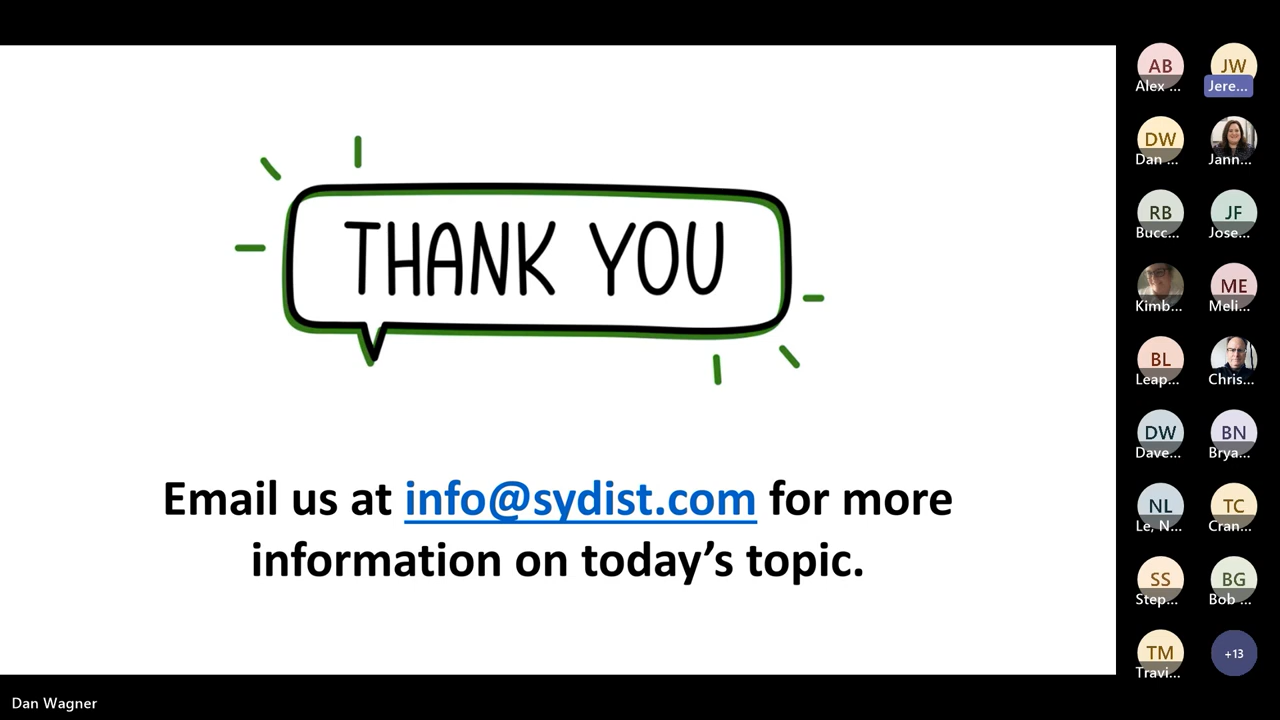 THANK YOU
Email us at info@sydist.com for more
information on today’s topic.
AB
Alex ...
JW
Jere...
DW
Dan ...
Jann...
RB
Bucc...
JF
Jose...
Kimb...
ME
Meli...
BL
Leap...
Chris...
DW
Dave...
BN
Brya...
NL
Le, N...
TC
Cran...
SS
Step...
BG
Bob ...
TM
Travi...
+13
Dan Wagner